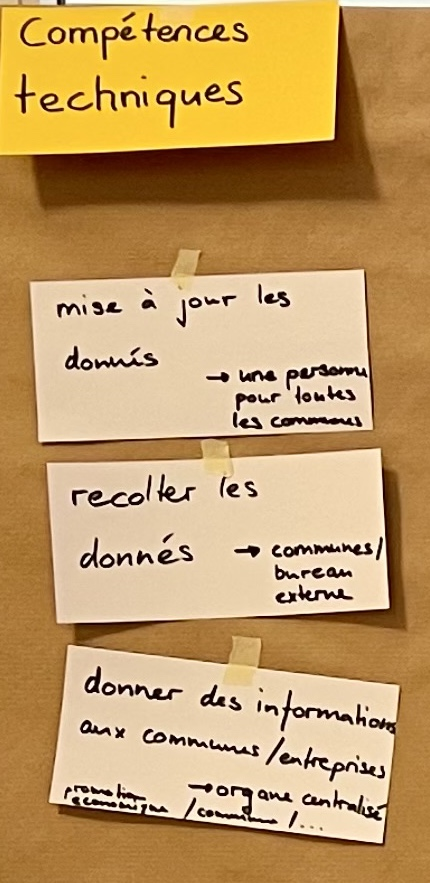 Compétences
techniques
mise à jour les
donnés
→ une personne
pour toutes
les communes
recolter les
donnés → communes/
bureau
externe
donner des informations
aux communes/entreprises
→ organe centralisé
promotion
économique /commune /...